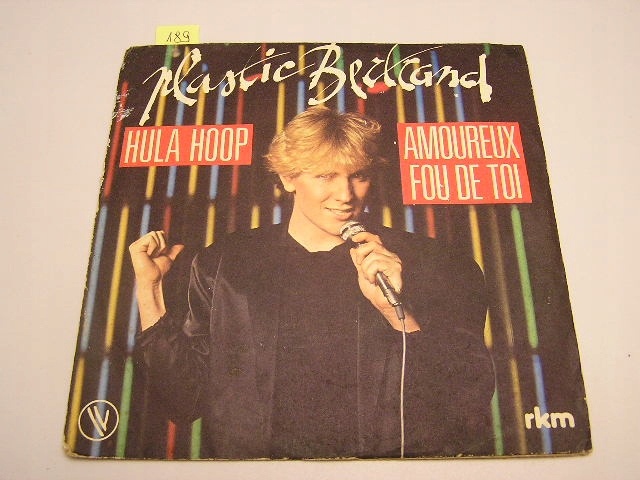 189
Plastic Bertrand
HULA HOOP
AMOUREUX
FOU DE TOI
rkm